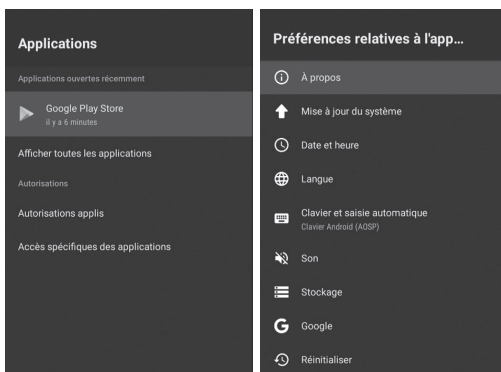 Applications
Applications ouvertes récemment
Google Play Store
il y a 6 minutes
Afficher toutes les applications
Autorisations
Autorisations applis
Accès spécifiques des applications
Préférences relatives à l'app...
À propos
Mise à jour du système
Date et heure
Langue
Clavier et saisie automatique
Clavier Android (AOSP)
Son
Stockage
Google
Réinitialiser